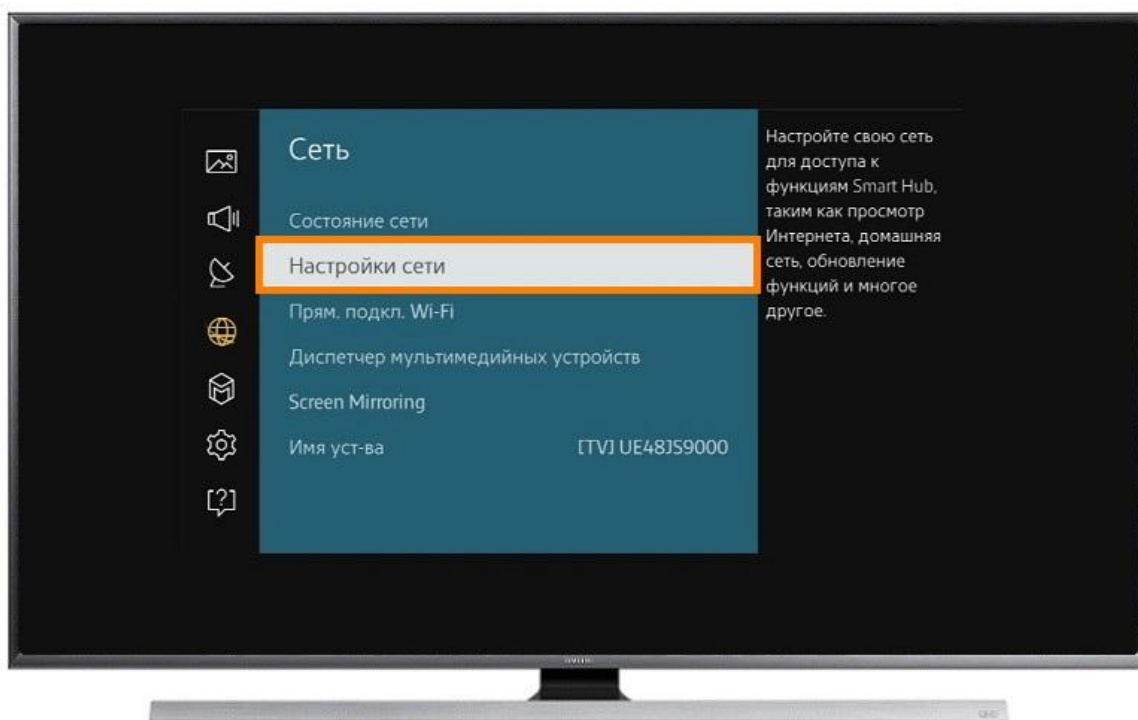 Сеть
Состояние сети
Настройки сети
Прям. подкл. Wi-Fi
Диспетчер мультимедийных устройств
Screen Mirroring
Имя уст-ва [TV] UE48JS9000
Настройте свою сеть
для доступа к
функциям Smart Hub,
таким как просмотр
Интернета, домашняя
сеть, обновление
функций и многое
другое.